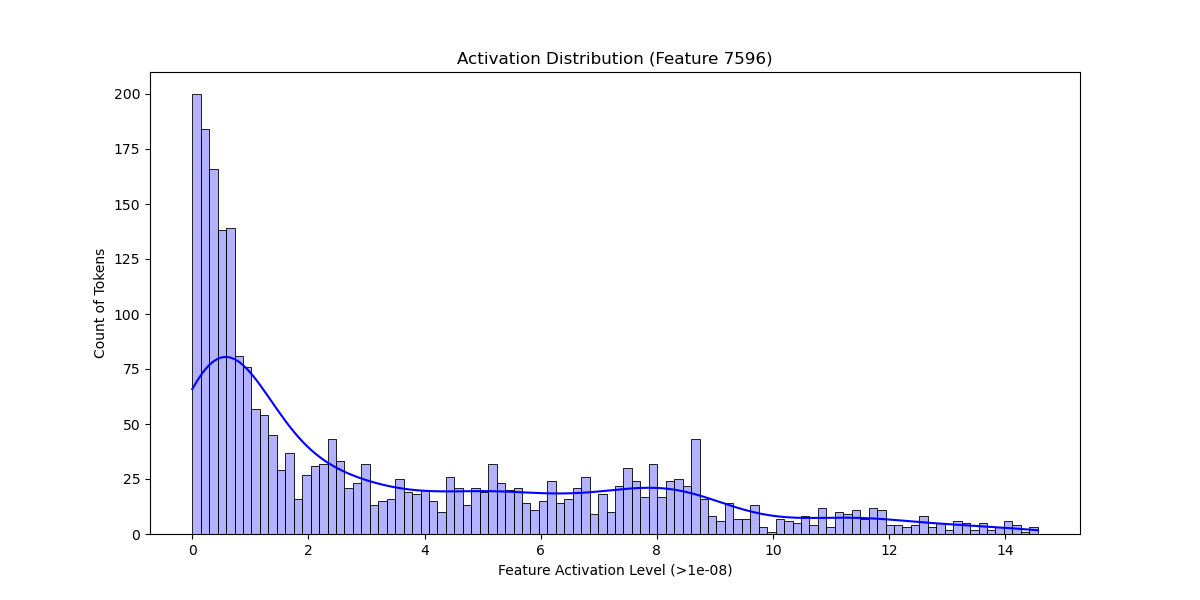 Activation Distribution (Feature 7596)
Count of Tokens
200
175
150
125
100
75
50
25
0
0 2 4 6 8 10 12 14
Feature Activation Level (>1e-08)